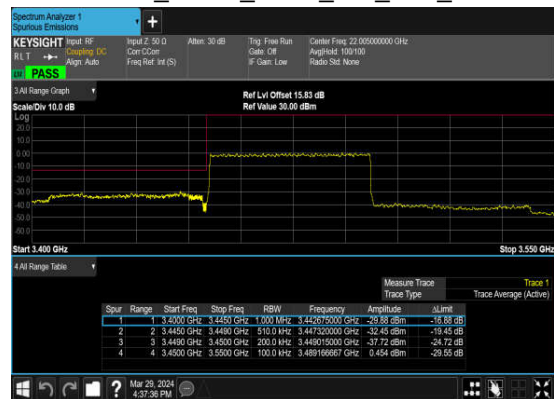 Spectrum Analyzer 1
Spurious Emissions
+
KEYSIGHT
Input: RF
Coupling: DC
Align: Auto
Input Z: 50 Ω
Corr CCorr
Freq Ref: Int (S)
Atten: 30 dB
Trig: Free Run
Gate: Off
IF Gain: Low
Center Freq: 22.005000000 GHz
Avg|Hold: 100/100
Radio Std: None
RLT
PASS
3 All Range Graph
Ref Lvl Offset 15.83 dB
Scale/Div 10.0 dB
Ref Value 30.00 dBm
Log
20.0
10.0
0.00
-10.0
-20.0
-30.0
-40.0
-50.0
-60.0
Start 3.400 GHz
Stop 3.550 GHz
4 All Range Table
Measure Trace Trace 1
Trace Type Trace Average (Active)
Spur Range Start Freq Stop Freq RBW Frequency Amplitude ΔLimit
1 1 3.4000 GHz 3.4450 GHz 1.000 MHz 3.442675000 GHz -29.88 dBm -16.88 dB
2 2 3.4450 GHz 3.4490 GHz 510.0 kHz 3.447320000 GHz -32.45 dBm -19.45 dB
3 3 3.4490 GHz 3.4500 GHz 200.0 kHz 3.449015000 GHz -37.72 dBm -24.72 dB
4 4 3.4500 GHz 3.5500 GHz 100.0 kHz 3.489166667 GHz 0.454 dBm -29.55 dB
?
Mar 29, 2024
4:37:36 PM